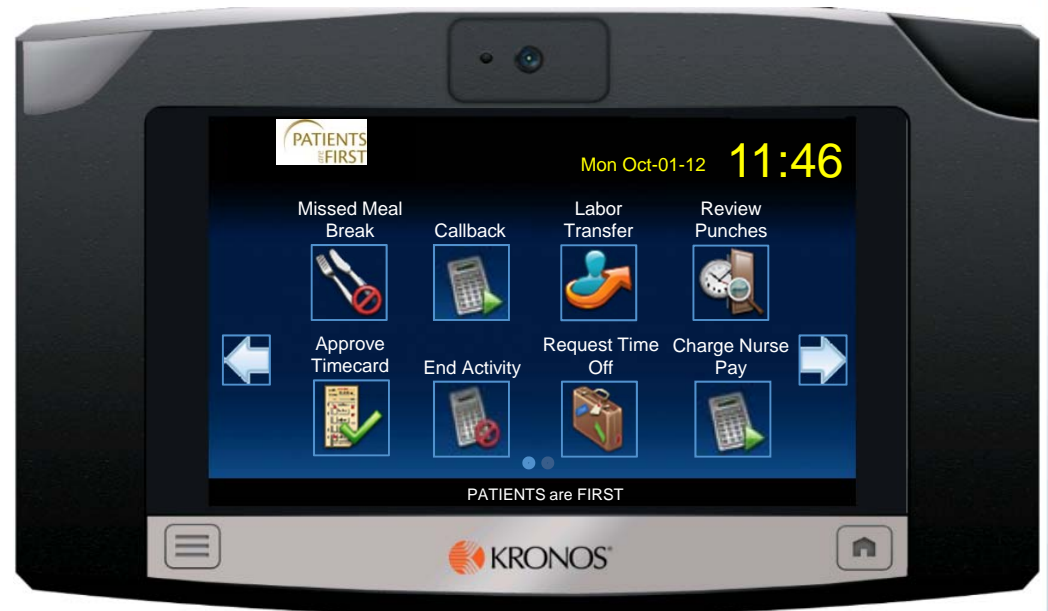 PATIENTS
are FIRST
Mon Oct-01-12 11:46
Missed Meal
Break
Callback
Labor
Transfer
Review
Punches
Approve
Timecard
End Activity
Request Time
Off
Charge Nurse
Pay
PATIENTS are FIRST
KRONOS